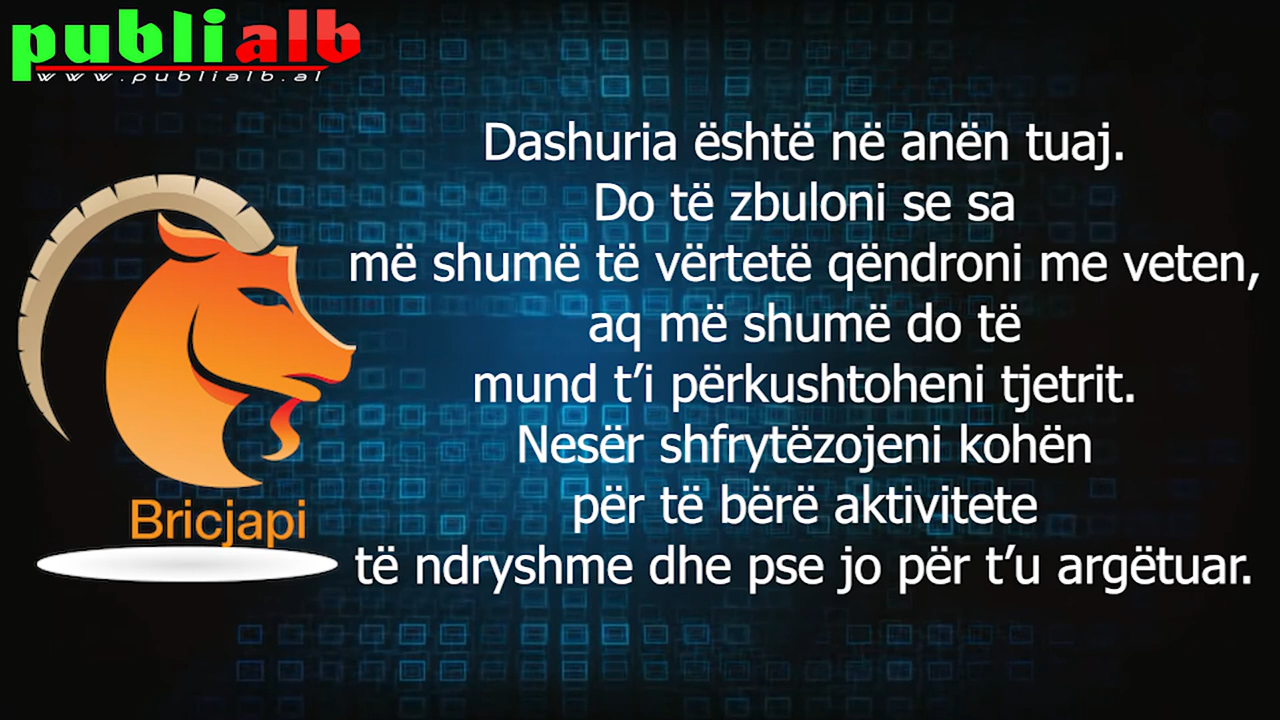 publialb
www.publialb.al
Dashuria është në anën tuaj.
Do të zbuloni se sa
më shumë të vërtetë qëndroni me veten,
aq më shumë do të
mund t’i përkushtoheni tjetrit.
Nesër shfrytëzojeni kohën
për të bërë aktivitete
të ndryshme dhe pse jo për t’u argëtuar.
Bricjapi